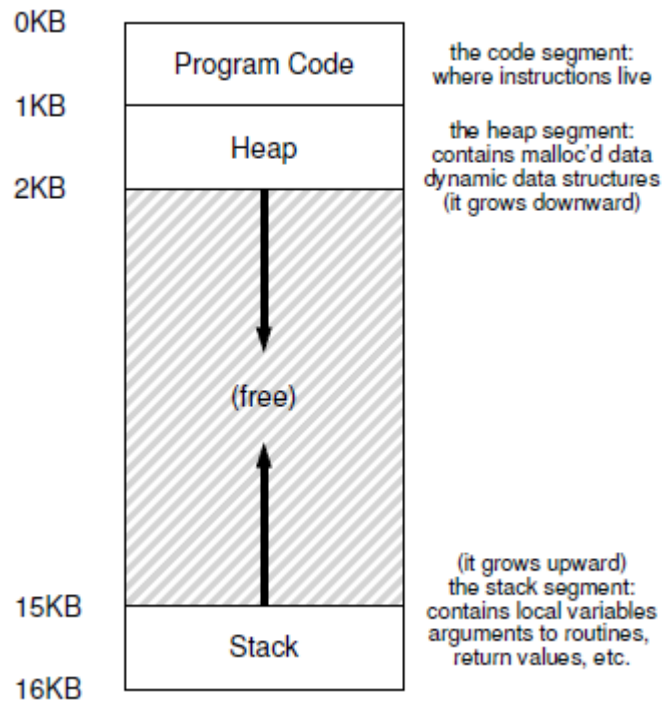 0KB
Program Code
the code segment:
where instructions live
1KB
Heap
the heap segment:
contains malloc'd data
dynamic data structures
(it grows downward)
2KB
(free)
(it grows upward)
the stack segment:
contains local variables
arguments to routines,
return values, etc.
15KB
Stack
16KB